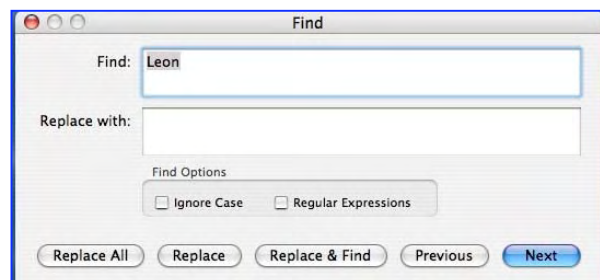 Find
Find: Leon
Replace with:
Find Options
Ignore Case Regular Expressions
Replace All Replace Replace & Find Previous Next